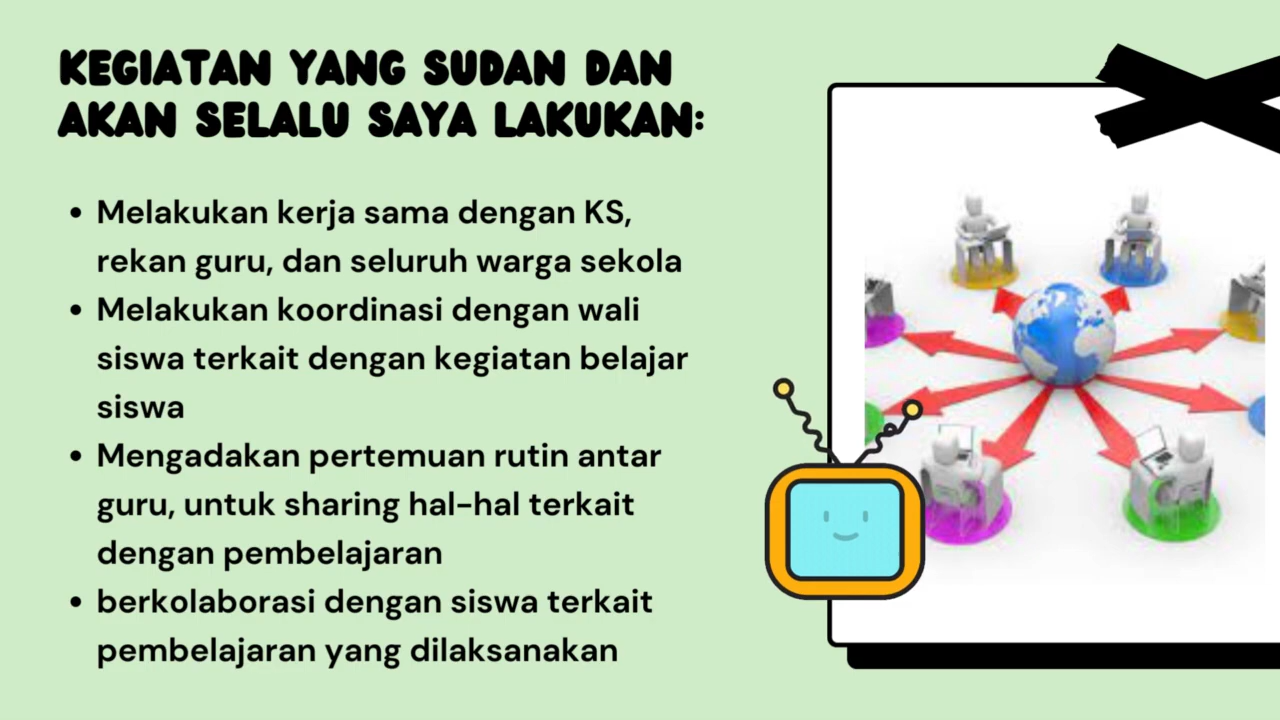 KEGIATAN YANG SUDAN DAN
AKAN SELALU SAYA LAKUKAN:
• Melakukan kerja sama dengan KS,
rekan guru, dan seluruh warga sekola
• Melakukan koordinasi dengan wali
siswa terkait dengan kegiatan belajar
siswa
• Mengadakan pertemuan rutin antar
guru, untuk sharing hal-hal terkait
dengan pembelajaran
• berkolaborasi dengan siswa terkait
pembelajaran yang dilaksanakan